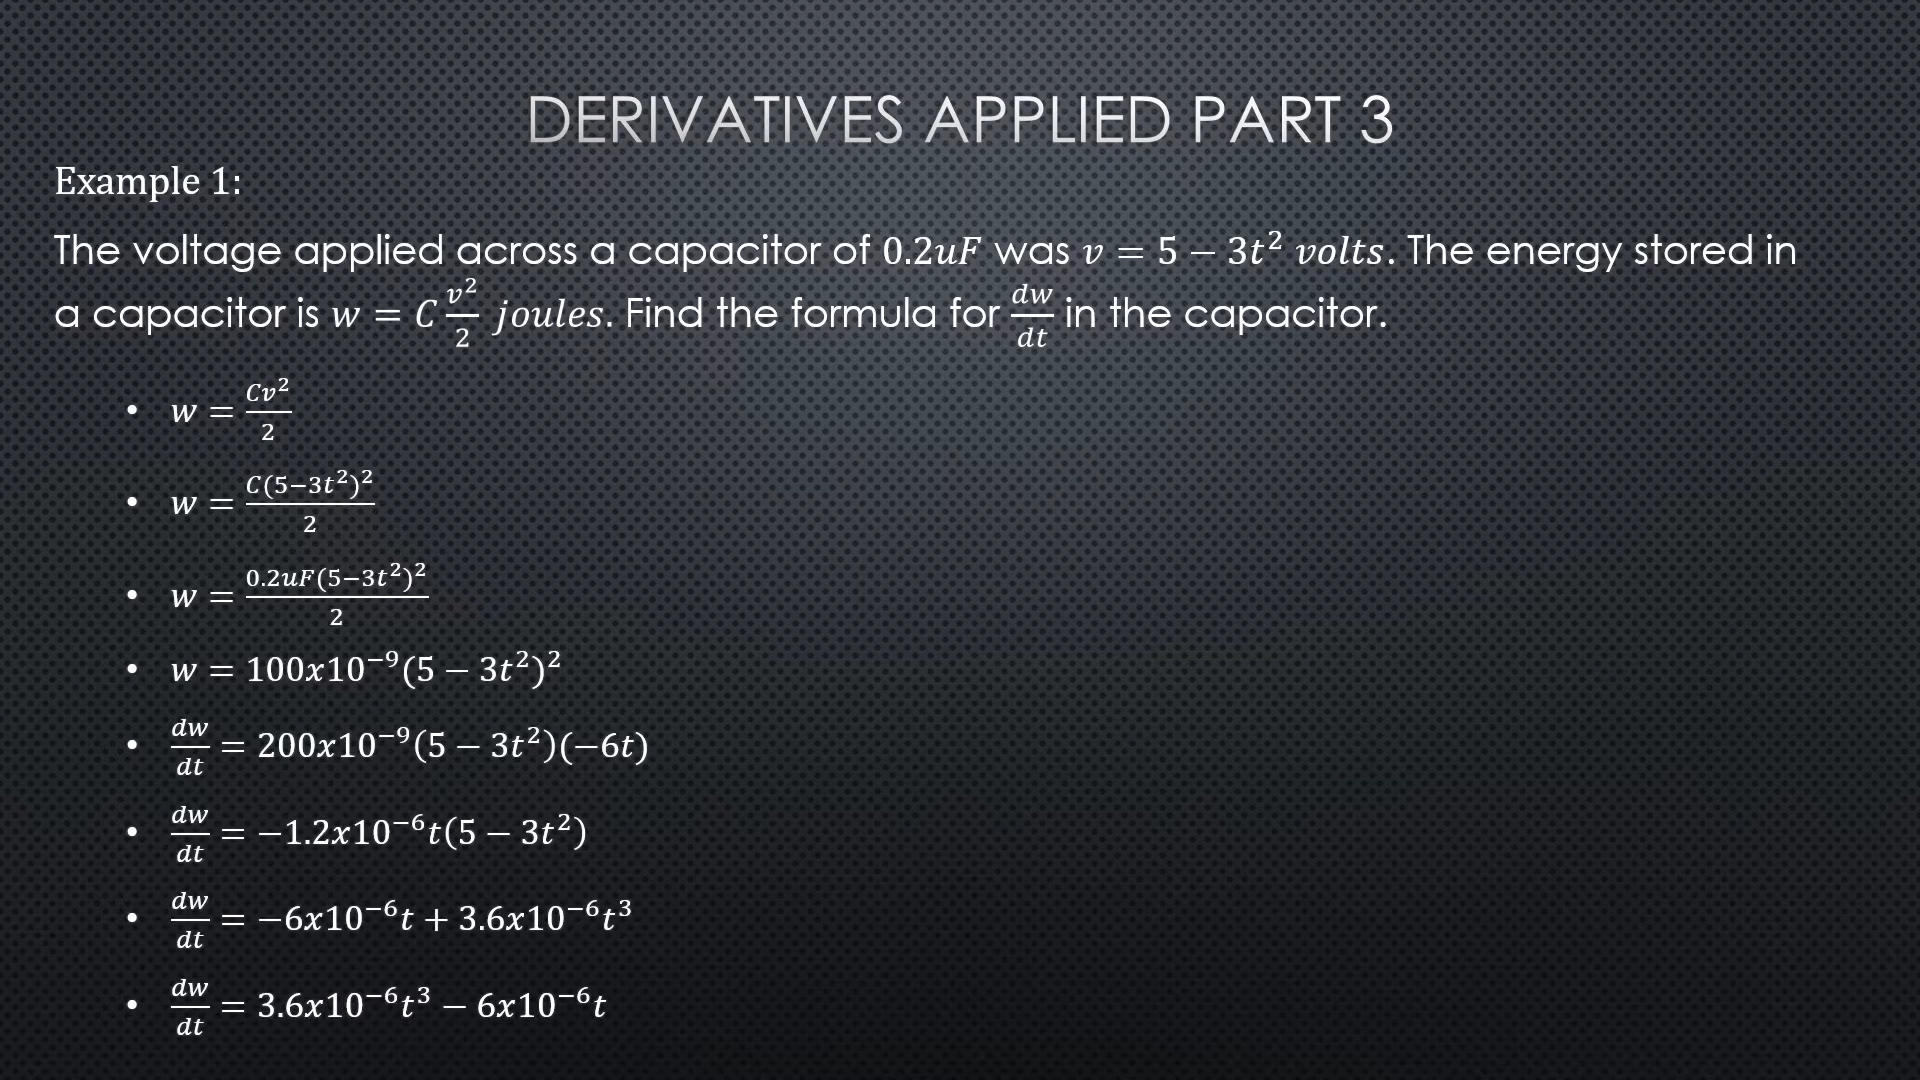 DERIVATIVES APPLIED PART 3
Example 1:
The voltage applied across a capacitor of 0.2uF was v = 5 − 3t² volts. The energy stored in
a capacitor is w = C v²/2 joules. Find the formula for dw/dt in the capacitor.
• w = Cv²/2
• w = C(5−3t²)²/2
• w = 0.2uF(5−3t²)²/2
• w = 100x10⁻⁹(5 − 3t²)²
• dw/dt = 200x10⁻⁹(5 − 3t²)(−6t)
• dw/dt = −1.2x10⁻⁶t(5 − 3t²)
• dw/dt = −6x10⁻⁶t + 3.6x10⁻⁶t³
• dw/dt = 3.6x10⁻⁶t³ − 6x10⁻⁶t